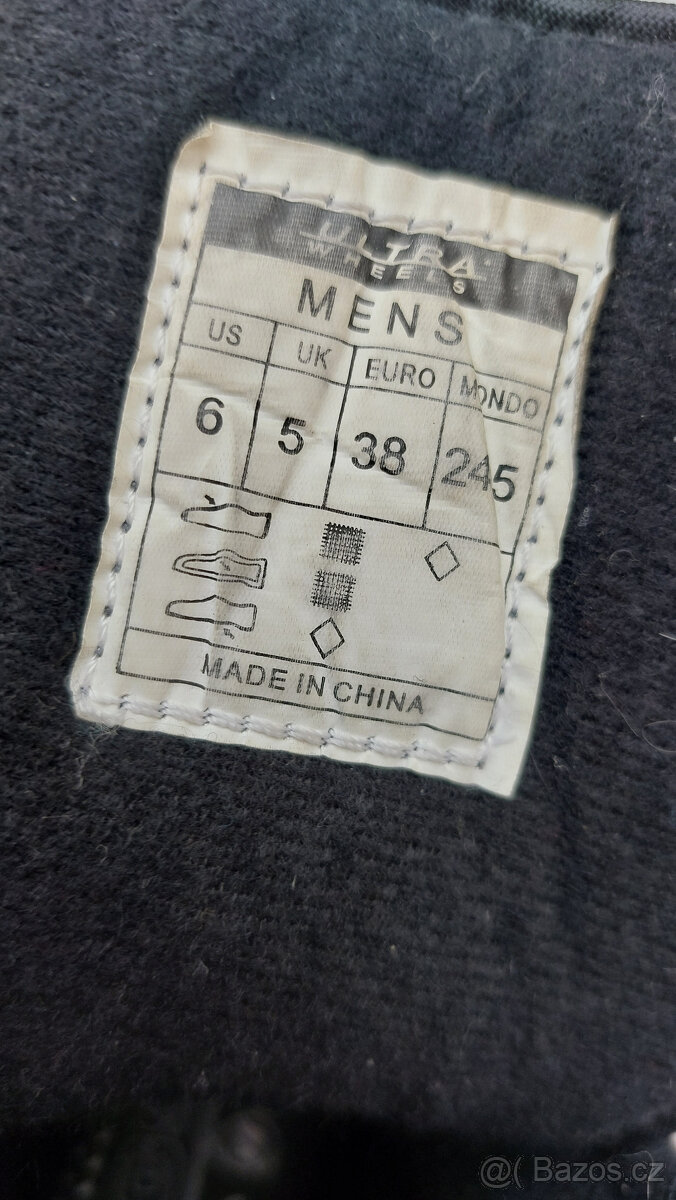 ULTRA
WHEELS
MENS
US UK EURO MONDO
6 5 38 245
MADE IN CHINA
@( Bazos.cz